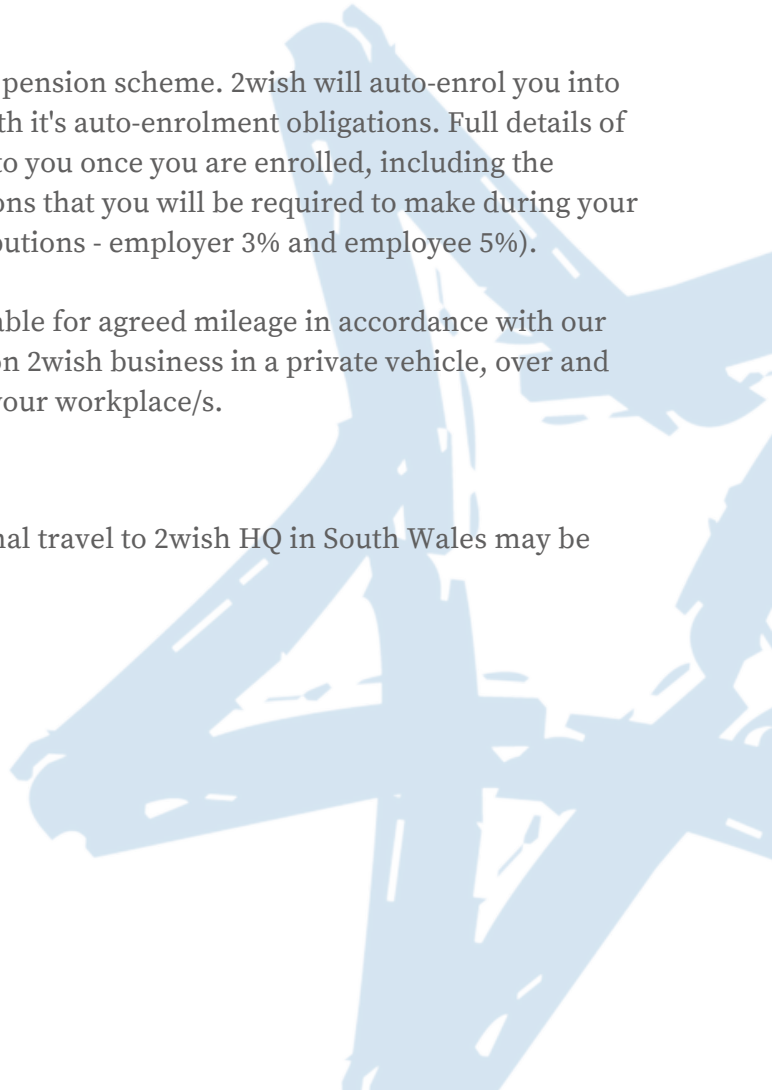 pension scheme. 2wish will auto-enrol you into
th it's auto-enrolment obligations. Full details of
to you once you are enrolled, including the
ons that you will be required to make during your
butions - employer 3% and employee 5%).
able for agreed mileage in accordance with our
on 2wish business in a private vehicle, over and
your workplace/s.
nal travel to 2wish HQ in South Wales may be